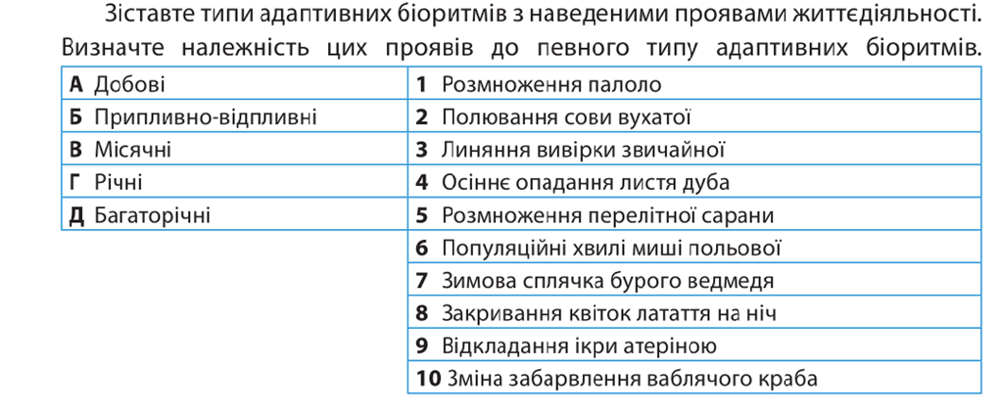 Зіставте типи адаптивних біоритмів з наведеними проявами життєдіяльності.
Визначте належність цих проявів до певного типу адаптивних біоритмів.
А Добові 1 Розмноження палоло
Б Припливно-відпливні 2 Полювання сови вухатої
В Місячні 3 Линяння вивірки звичайної
Г Річні 4 Осіннє опадання листя дуба
Д Багаторічні 5 Розмноження перелітної сарани
6 Популяційні хвилі миші польової
7 Зимова сплячка бурого ведмедя
8 Закривання квіток латаття на ніч
9 Відкладання ікри атеріною
10 Зміна забарвлення ваблячого краба